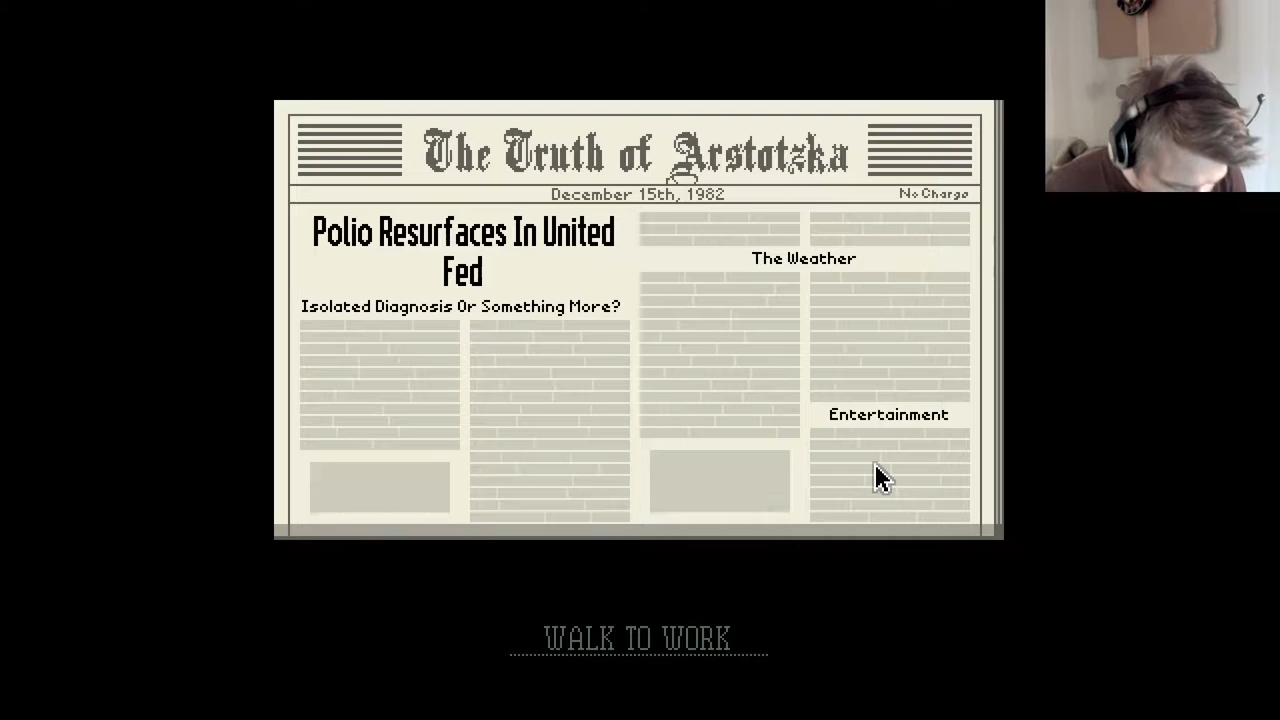 The Truth of Arstotzka
December 15th, 1982
No Charge
Polio Resurfaces In United
Fed
Isolated Diagnosis Or Something More?
The Weather
Entertainment
WALK TO WORK